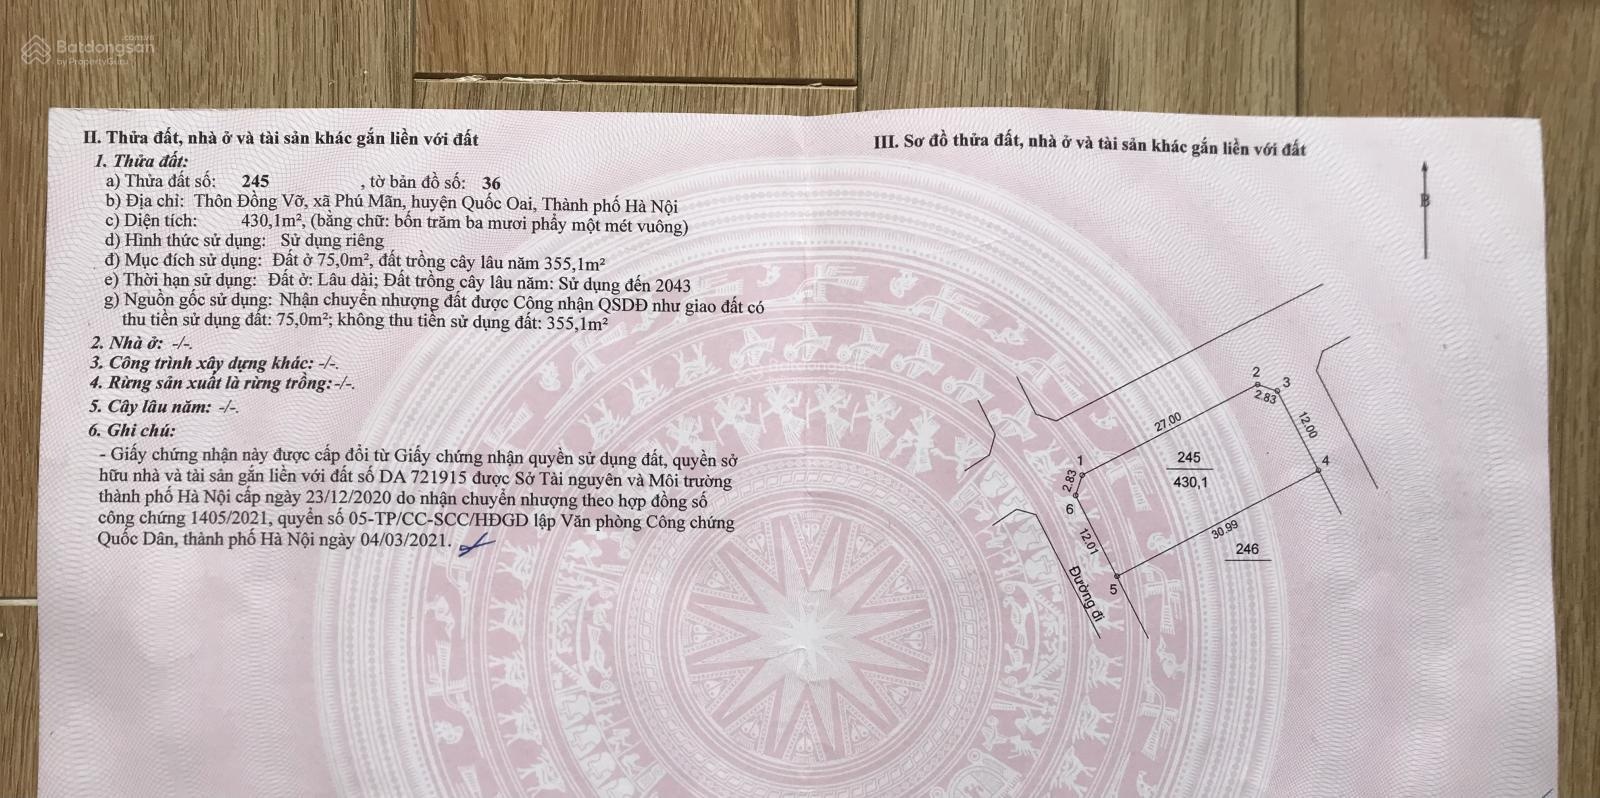 Batdongsan
.com.vn
by PropertyGuru
II. Thửa đất, nhà ở và tài sản khác gắn liền với đất
1. Thửa đất:
a) Thửa đất số: 245 , tờ bản đồ số: 36
b) Địa chỉ: Thôn Đồng Vỡ, xã Phú Mãn, huyện Quốc Oai, Thành phố Hà Nội
c) Diện tích: 430,1m², (bằng chữ: bốn trăm ba mươi phẩy một mét vuông)
d) Hình thức sử dụng: Sử dụng riêng
đ) Mục đích sử dụng: Đất ở 75,0m², đất trồng cây lâu năm 355,1m²
e) Thời hạn sử dụng: Đất ở: Lâu dài; Đất trồng cây lâu năm: Sử dụng đến 2043
g) Nguồn gốc sử dụng: Nhận chuyển nhượng đất được Công nhận QSDĐ như giao đất có
thu tiền sử dụng đất: 75,0m²; không thu tiền sử dụng đất: 355,1m²
2. Nhà ở: -/-.
3. Công trình xây dựng khác: -/-.
4. Rừng sản xuất là rừng trồng: -/-.
5. Cây lâu năm: -/-.
6. Ghi chú:
- Giấy chứng nhận này được cấp đổi từ Giấy chứng nhận quyền sử dụng đất, quyền sở
hữu nhà và tài sản gắn liền với đất số DA 721915 được Sở Tài nguyên và Môi trường
thành phố Hà Nội cấp ngày 23/12/2020 do nhận chuyển nhượng theo hợp đồng số
công chứng 1405/2021, quyển số 05-TP/CC-SCC/HĐGD lập Văn phòng Công chứng
Quốc Dân, thành phố Hà Nội ngày 04/03/2021.
III. Sơ đồ thửa đất, nhà ở và tài sản khác gắn liền với đất
B
2
3
2.83
27.00
12.00
1
245
430,1
4
2.83
6
12.01
30.99
246
5
Đường đi
Batdongsan